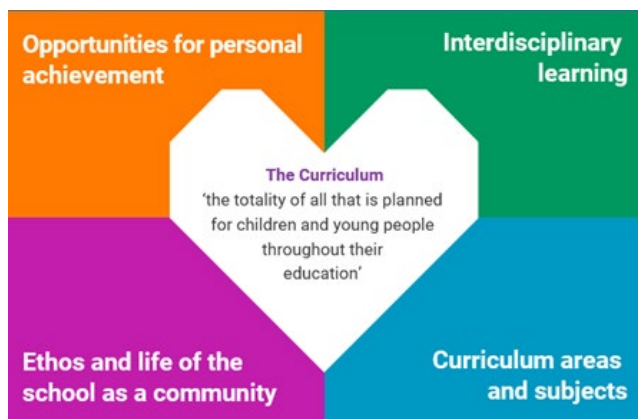 Opportunities for personal
achievement
Interdisciplinary
learning
The Curriculum
‘the totality of all that is planned
for children and young people
throughout their
education’
Ethos and life of the
school as a community
Curriculum areas
and subjects